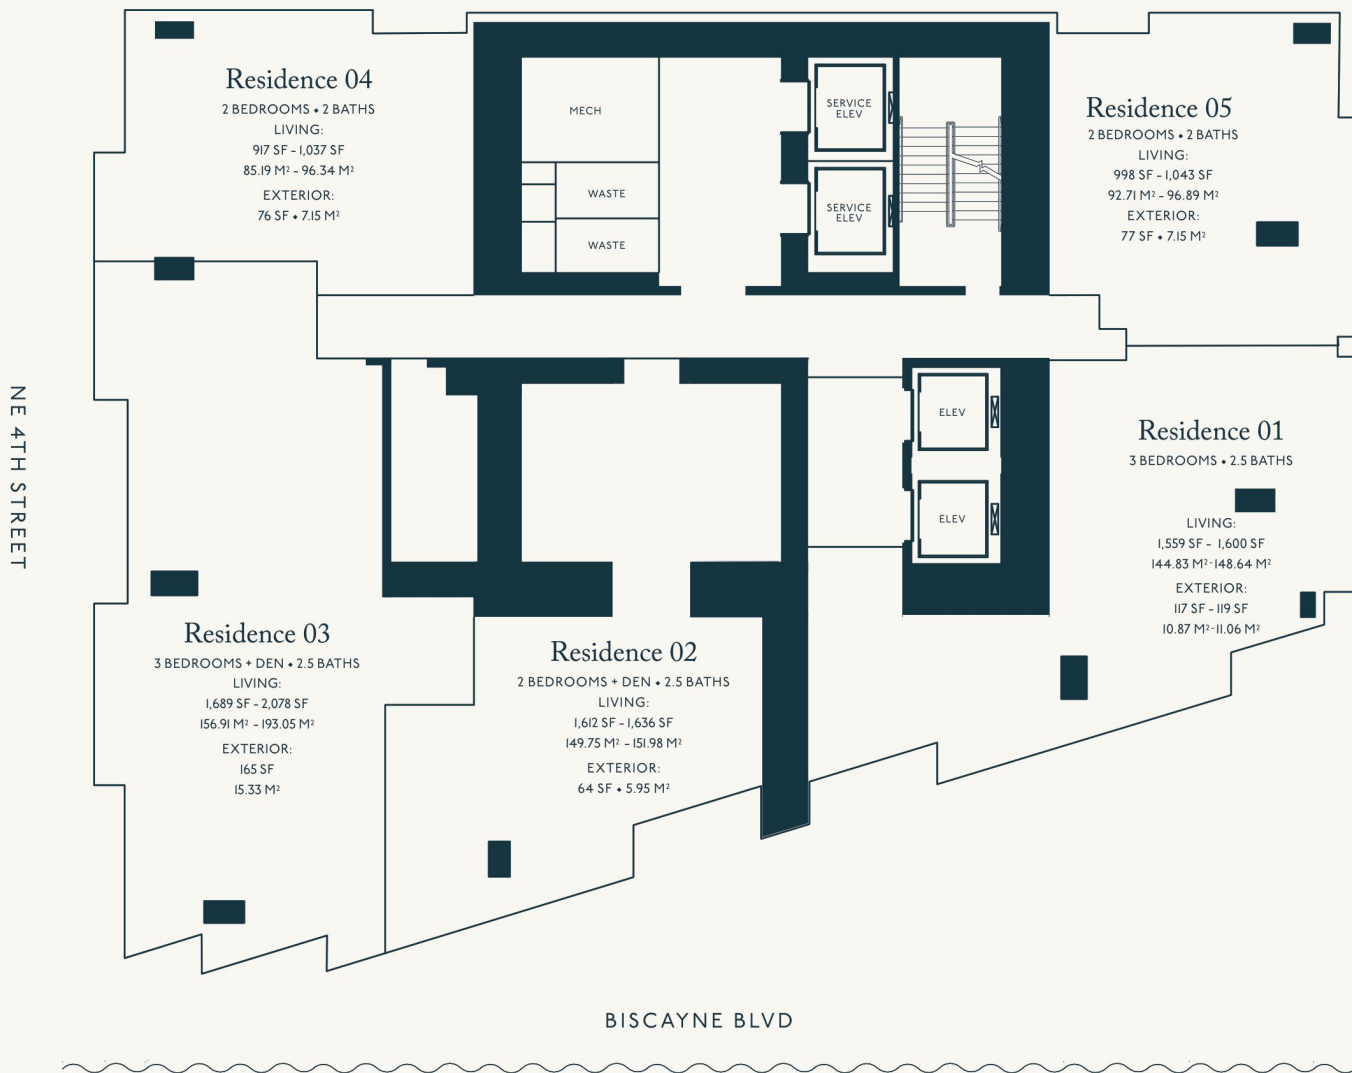 Residence 04
2 BEDROOMS • 2 BATHS
LIVING:
917 SF - 1,037 SF
85.19 M² - 96.34 M²
EXTERIOR:
76 SF • 7.15 M²
MECH
WASTE
WASTE
SERVICE
ELEV
SERVICE
ELEV
Residence 05
2 BEDROOMS • 2 BATHS
LIVING:
998 SF - 1,043 SF
92.71 M² - 96.89 M²
EXTERIOR:
77 SF • 7.15 M²
NE 4TH STREET
ELEV
ELEV
Residence 01
3 BEDROOMS • 2.5 BATHS
LIVING:
1,559 SF - 1,600 SF
144.83 M²-148.64 M²
EXTERIOR:
117 SF - 119 SF
10.87 M²-11.06 M²
Residence 03
3 BEDROOMS + DEN • 2.5 BATHS
LIVING:
1,689 SF - 2,078 SF
156.91 M² - 193.05 M²
EXTERIOR:
165 SF
15.33 M²
Residence 02
2 BEDROOMS + DEN • 2.5 BATHS
LIVING:
1,612 SF - 1,636 SF
149.75 M² - 151.98 M²
EXTERIOR:
64 SF • 5.95 M²
BISCAYNE BLVD